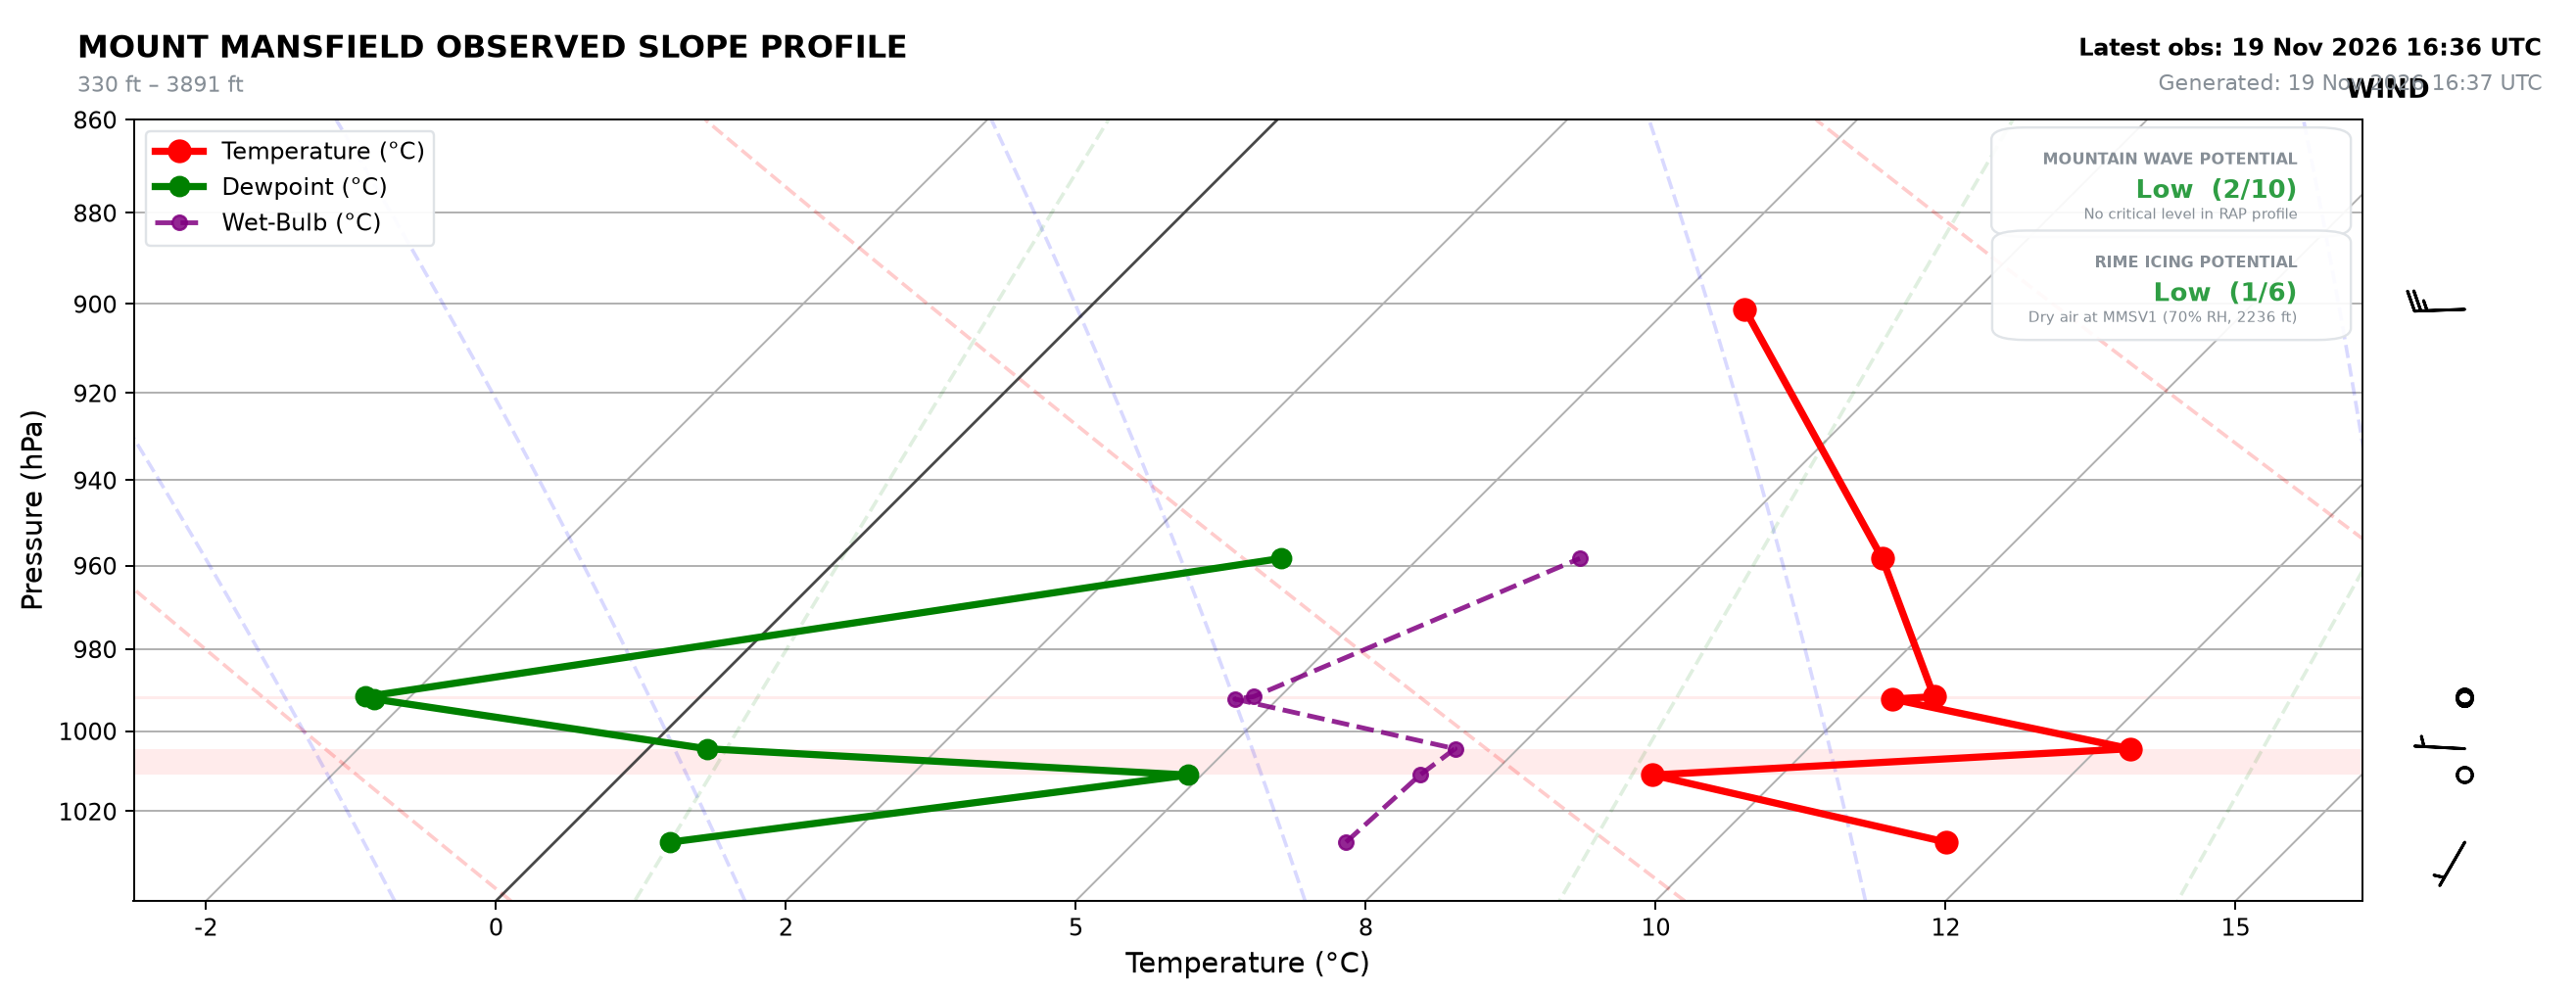 MOUNT MANSFIELD OBSERVED SLOPE PROFILE
Latest obs: 19 Nov 2026 16:36 UTC
330 ft – 3891 ft
Generated: 19 Nov 2026 16:37 UTC
WIND
Temperature (°C)
Dewpoint (°C)
Wet-Bulb (°C)
MOUNTAIN WAVE POTENTIAL
Low (2/10)
No critical level in RAP profile
RIME ICING POTENTIAL
Low (1/6)
Dry air at MMSV1 (70% RH, 2236 ft)
860
880
900
920
940
960
980
1000
1020
Pressure (hPa)
-2 0 2 5 8 10 12 15
Temperature (°C)